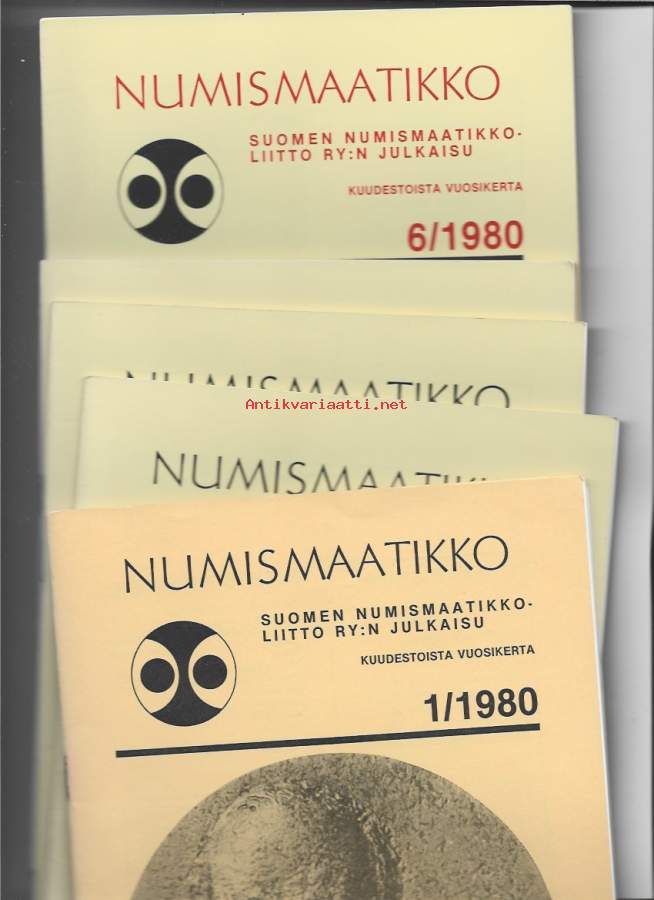 NUMISMAATIKKO
SUOMEN NUMISMAATIKKO-
LIITTO RY:N JULKAISU
KUUDESTOISTA VUOSIKERTA
6/1980
NUMISMAATIKKO
Antikvariaatti.net
NUMISMAATIKKO
NUMISMAATIKKO
SUOMEN NUMISMAATIKKO-
LIITTO RY:N JULKAISU
KUUDESTOISTA VUOSIKERTA
1/1980